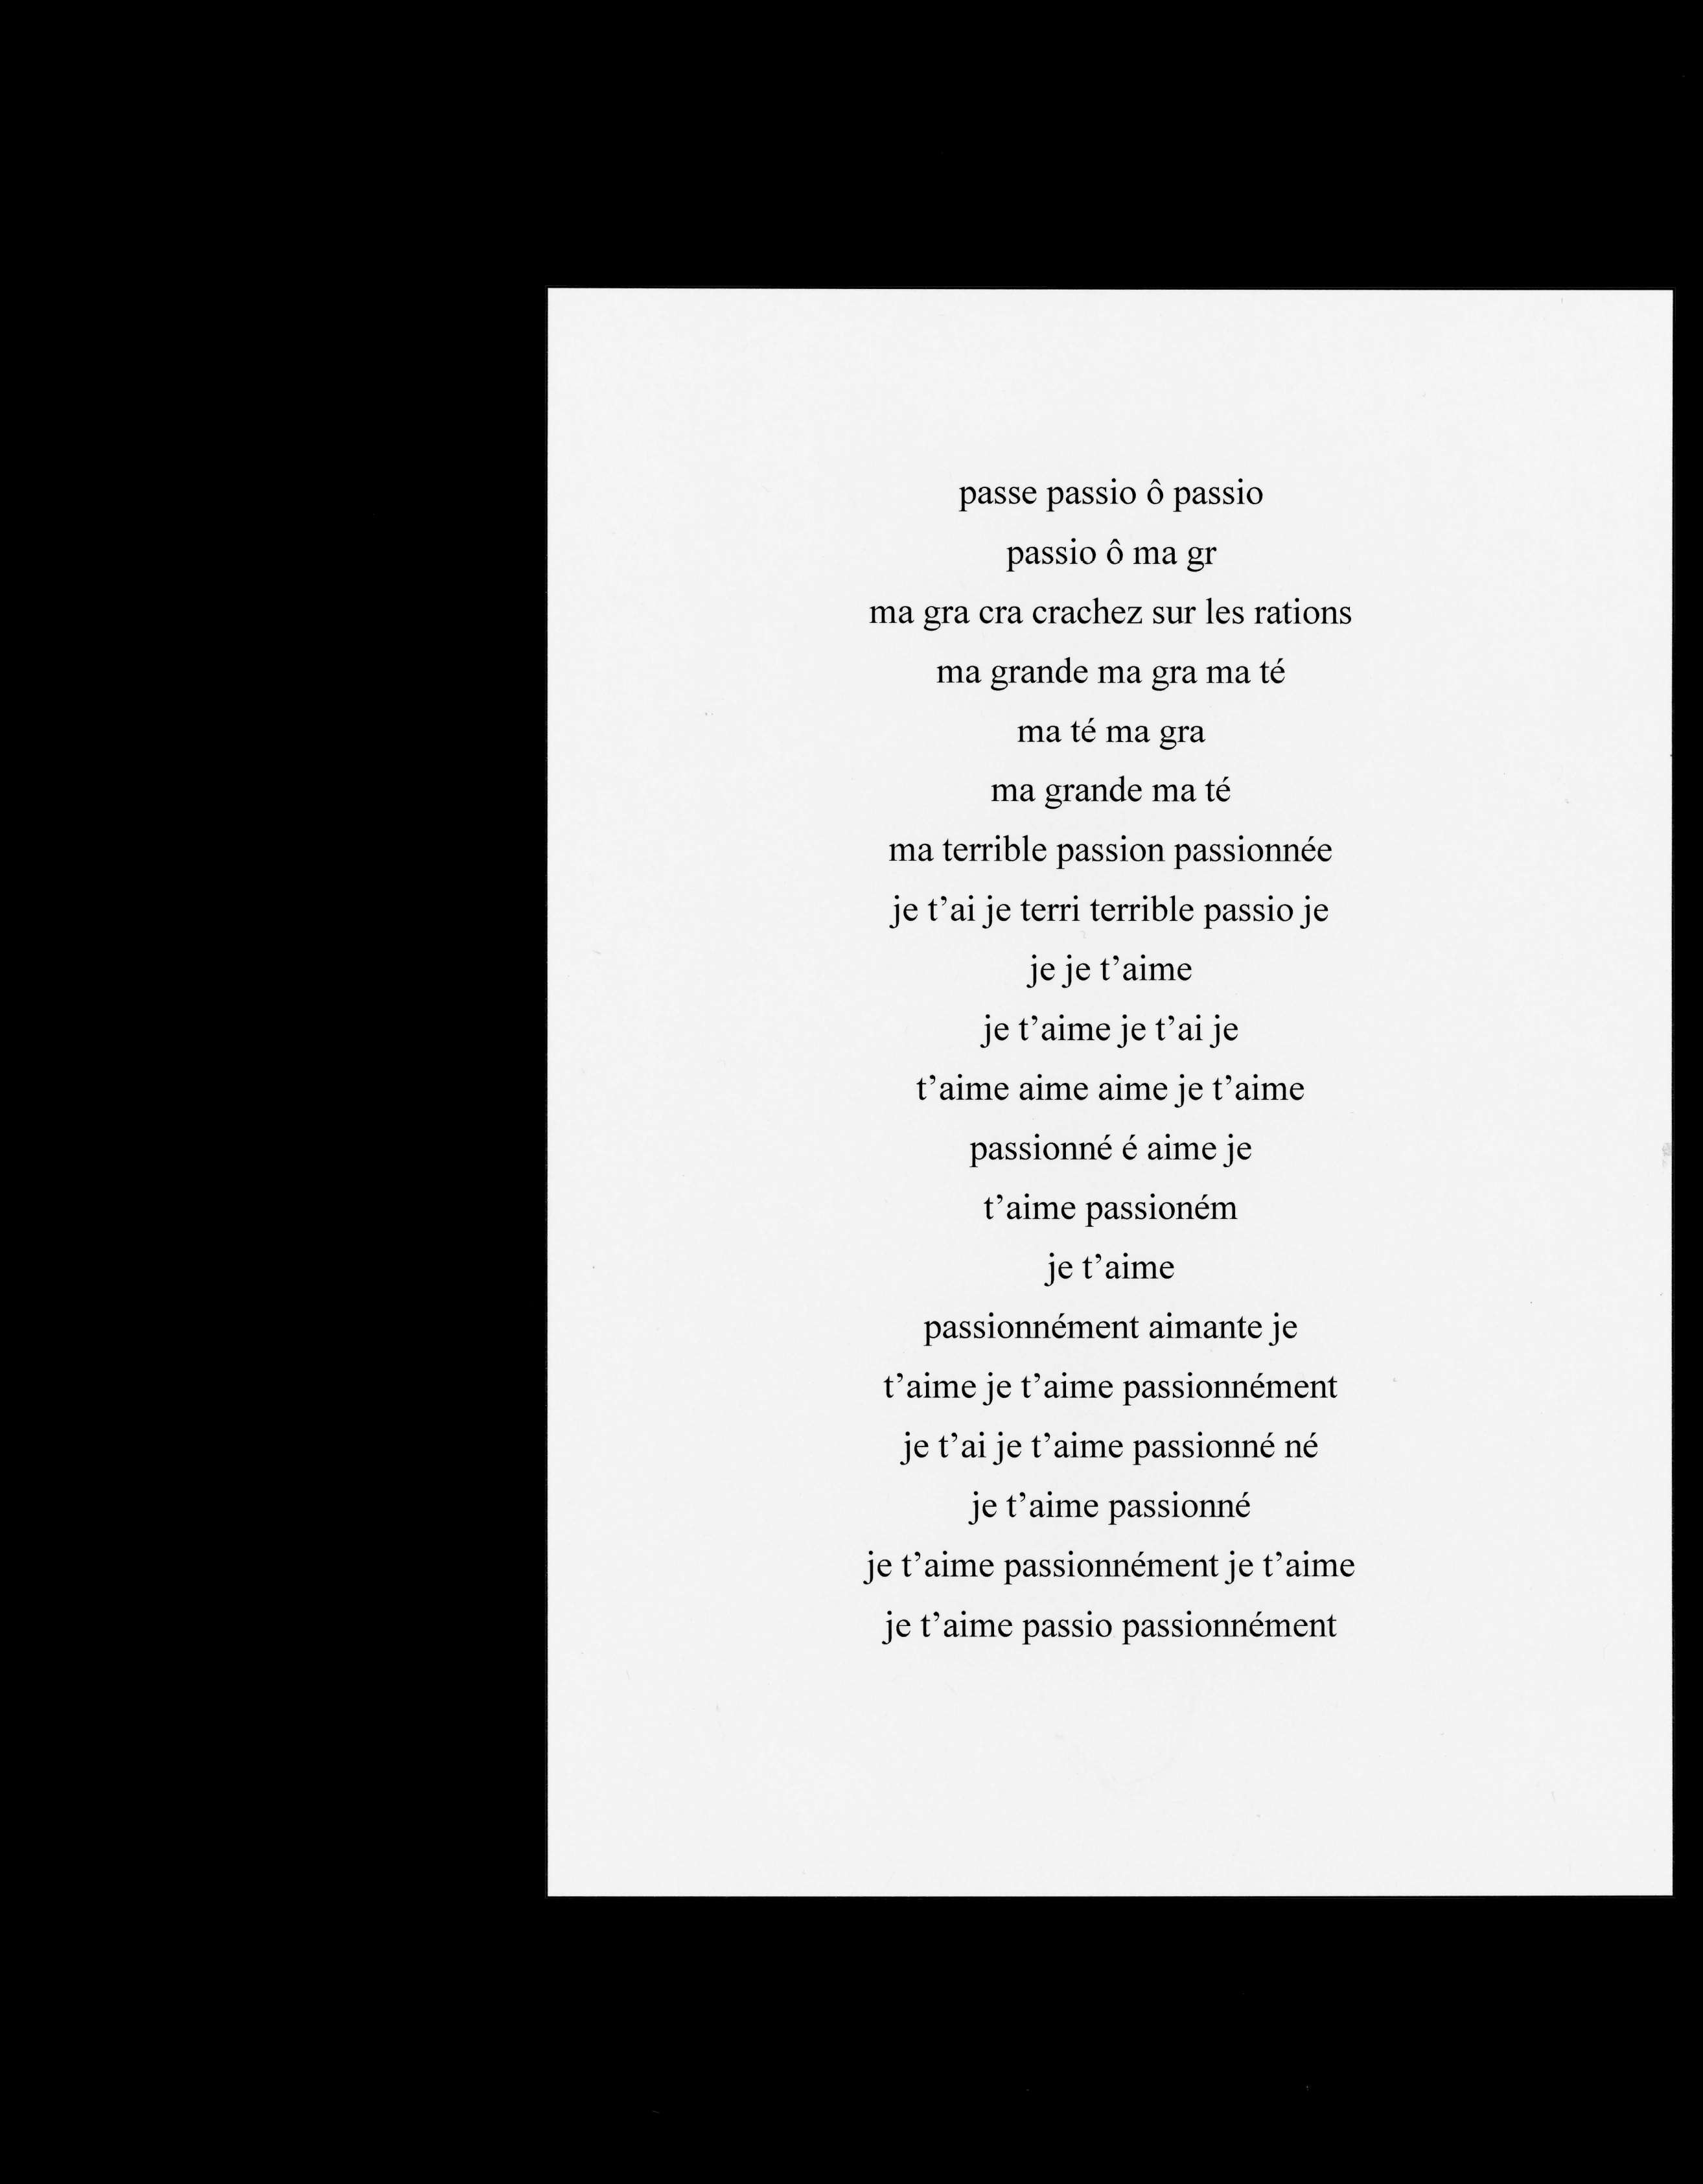 passe passio ô passio
passio ô ma gr
ma gra cra crachez sur les rations
ma grande ma gra ma té
ma té ma gra
ma grande ma té
ma terrible passion passionnée
je t’ai je terri terrible passio je
je je t’aime
je t’aime je t’ai je
t’aime aime aime je t’aime
passionné é aime je
t’aime passioném
je t’aime
passionnément aimante je
t’aime je t’aime passionnément
je t’ai je t’aime passionné né
je t’aime passionné
je t’aime passionnément je t’aime
je t’aime passio passionnément